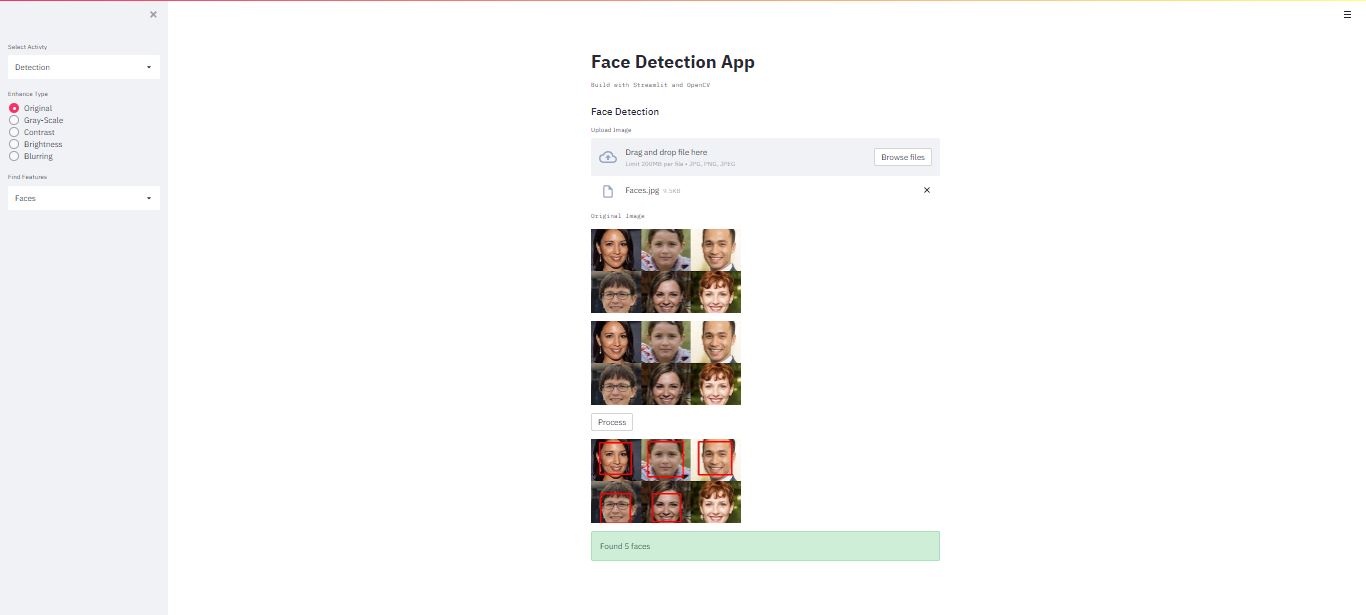 Select Activty
Detection
Enhance Type
Original
Gray-Scale
Contrast
Brightness
Blurring
Find Features
Faces
Face Detection App
Build with Streamlit and OpenCV
Face Detection
Upload Image
Drag and drop file here
Limit 200MB per file • JPG, PNG, JPEG
Browse files
Faces.jpg 9.5KB
Original Image
Process
Found 5 faces